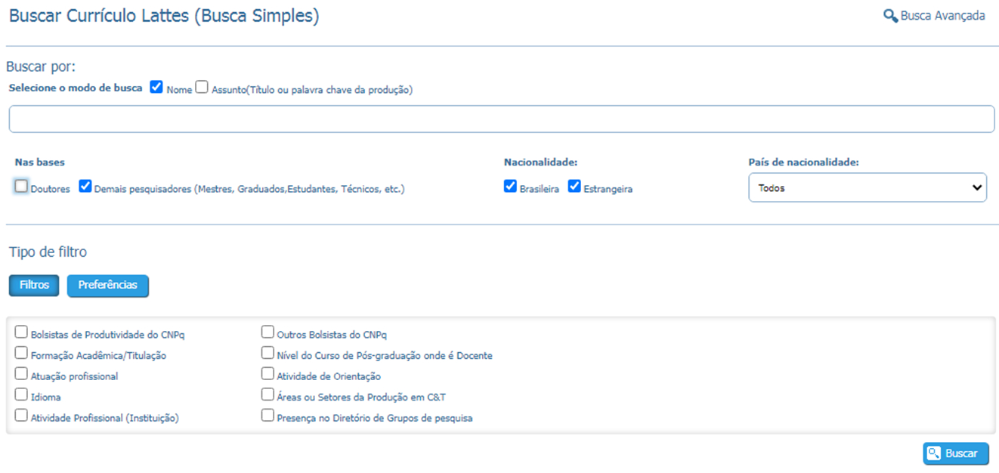 Buscar Currículo Lattes (Busca Simples)
Busca Avançada
Buscar por:
Selecione o modo de busca Nome Assunto(Título ou palavra chave da produção)
Nas bases
Nacionalidade:
País de nacionalidade:
Doutores Demais pesquisadores (Mestres, Graduados,Estudantes, Técnicos, etc.)
Brasileira Estrangeira
Todos
Tipo de filtro
Filtros Preferências
Bolsistas de Produtividade do CNPq
Outros Bolsistas do CNPq
Formação Acadêmica/Titulação
Nível do Curso de Pós-graduação onde é Docente
Atuação profissional
Atividade de Orientação
Idioma
Áreas ou Setores da Produção em C&T
Atividade Profissional (Instituição)
Presença no Diretório de Grupos de pesquisa
Buscar